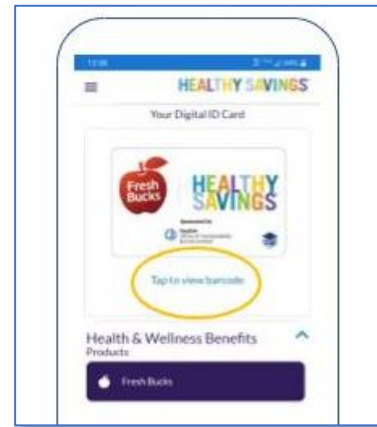 HEALTHY SAVINGS
Your Digital ID Card
Fresh
Bucks
HEALTHY
SAVINGS
Tap to view barcode
Health & Wellness Benefits
Products
Fresh Bucks